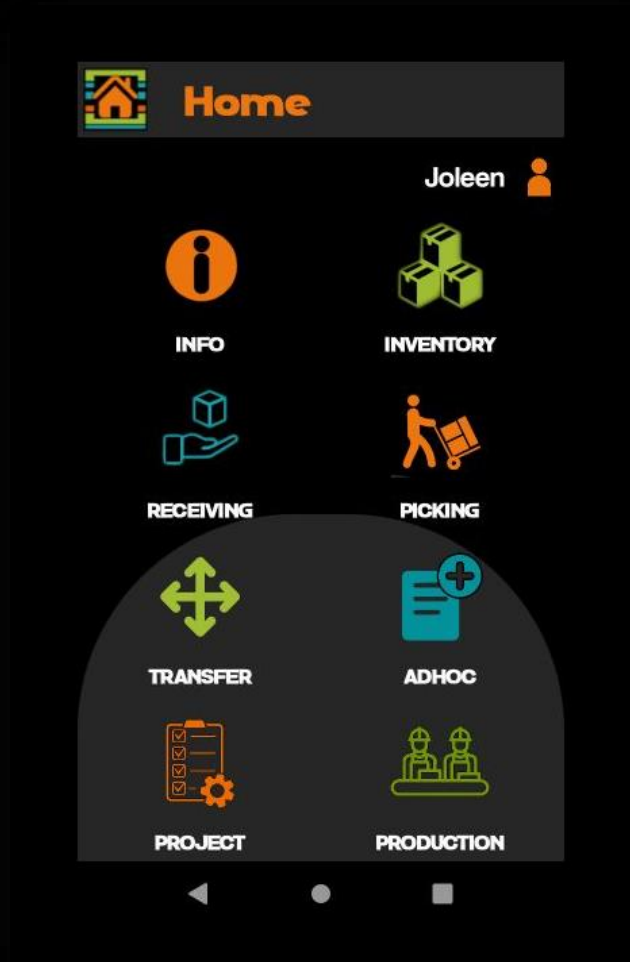 Home
Joleen
INFO
INVENTORY
RECEIVING
PICKING
TRANSFER
ADHOC
PROJECT
PRODUCTION